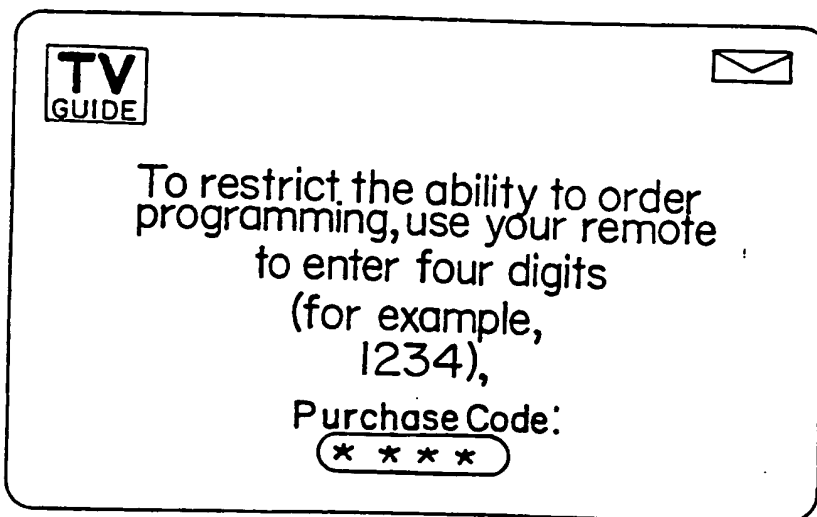 TV
GUIDE
To restrict the ability to order
programming, use your remote
to enter four digits
(for example,
1234),
Purchase Code:
* * * *